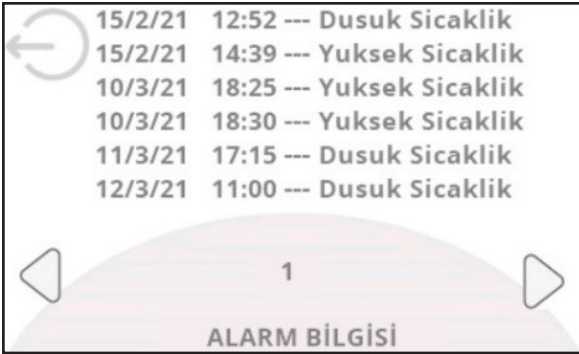 15/2/21 12:52 --- Dusuk Sicaklik
15/2/21 14:39 --- Yuksek Sicaklik
10/3/21 18:25 --- Yuksek Sicaklik
10/3/21 18:30 --- Yuksek Sicaklik
11/3/21 17:15 --- Dusuk Sicaklik
12/3/21 11:00 --- Dusuk Sicaklik
1
ALARM BİLGİSİ